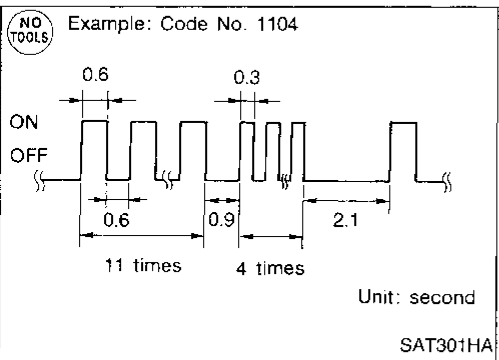 NO
TOOLS
Example: Code No. 1104
0.6
0.3
ON
OFF
0.6
0.9
2.1
11 times
4 times
Unit: second
SAT301HA